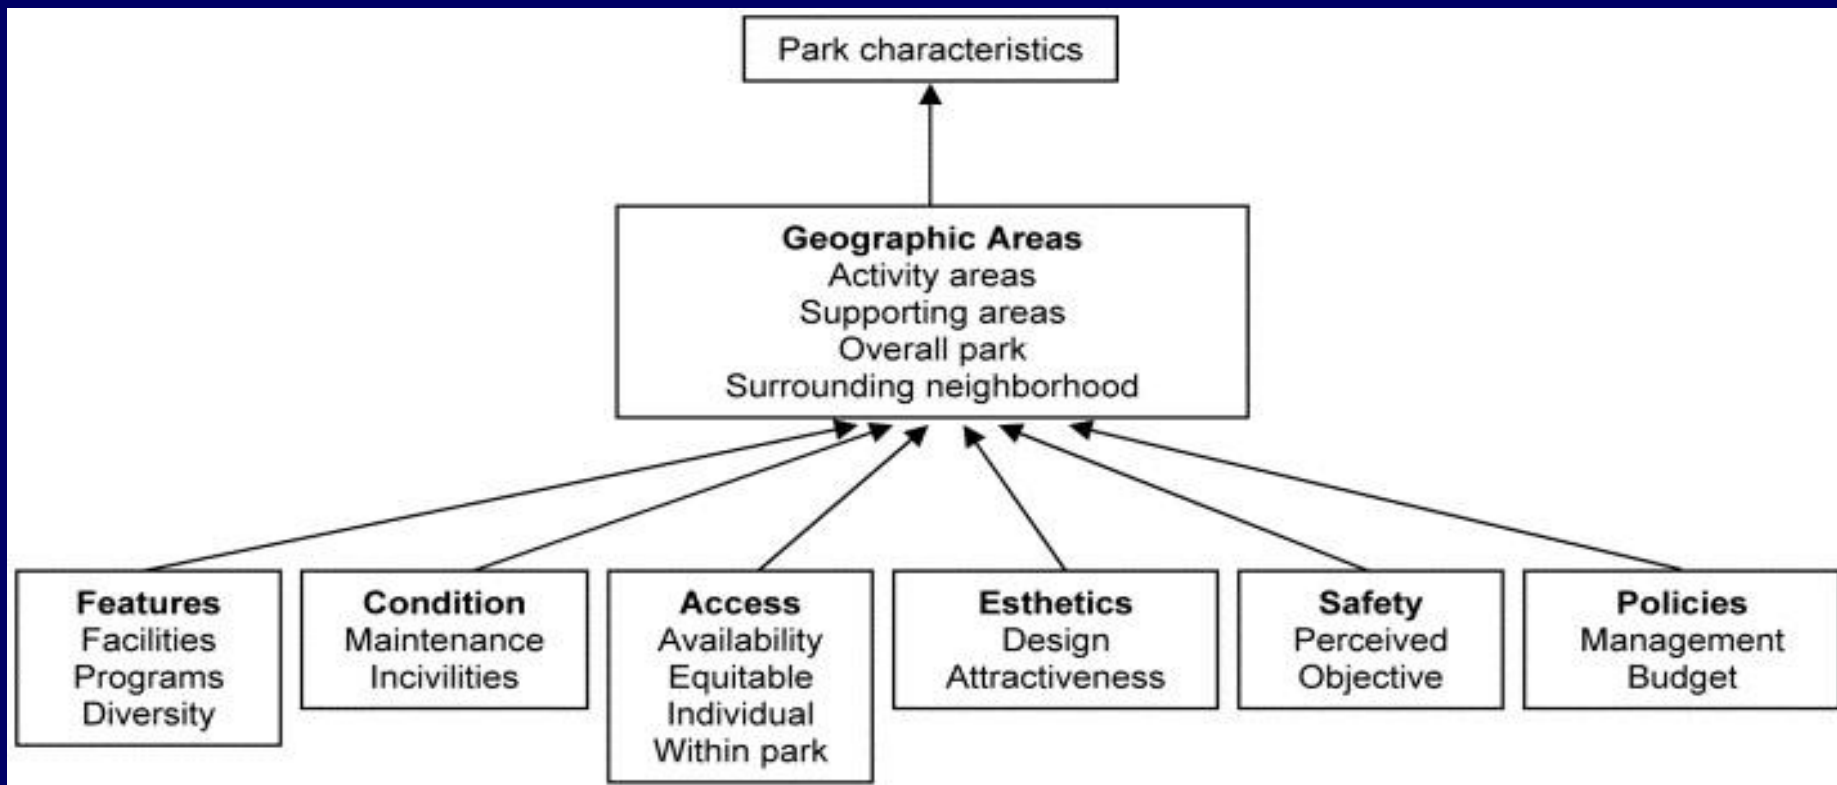 Park characteristics
Geographic Areas
Activity areas
Supporting areas
Overall park
Surrounding neighborhood
Features
Facilities
Programs
Diversity
Condition
Maintenance
Incivilities
Access
Availability
Equitable
Individual
Within park
Esthetics
Design
Attractiveness
Safety
Perceived
Objective
Policies
Management
Budget